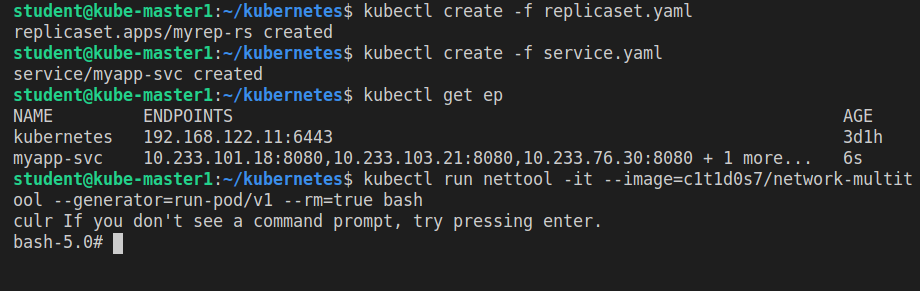 student@kube-master1:~/kubernetes$ kubectl create -f replicaset.yaml
replicaset.apps/myrep-rs created
student@kube-master1:~/kubernetes$ kubectl create -f service.yaml
service/myapp-svc created
student@kube-master1:~/kubernetes$ kubectl get ep
NAME         ENDPOINTS                                                           AGE
kubernetes   192.168.122.11:6443                                                 3d1h
myapp-svc    10.233.101.18:8080,10.233.103.21:8080,10.233.76.30:8080 + 1 more...   6s
student@kube-master1:~/kubernetes$ kubectl run nettool -it --image=c1t1d0s7/network-multit
ool --generator=run-pod/v1 --rm=true bash
culr If you don't see a command prompt, try pressing enter.
bash-5.0#